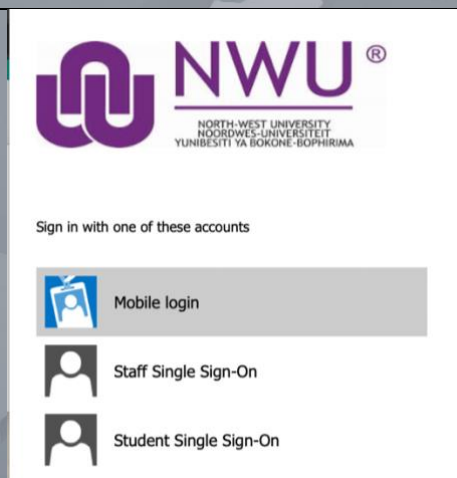 NWU ®
NORTH-WEST UNIVERSITY
NOORDWES-UNIVERSITEIT
YUNIBESITI YA BOKONE-BOPHIRIMA
Sign in with one of these accounts
Mobile login
Staff Single Sign-On
Student Single Sign-On